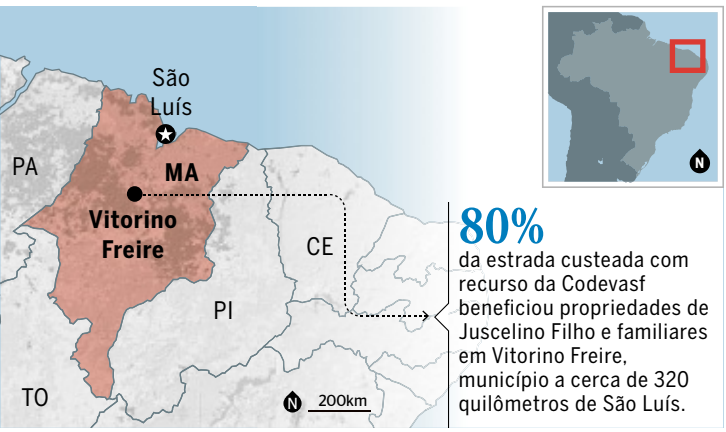 São
Luís
PA
MA
Vitorino
Freire
CE
PI
TO
N
200km
N
80%
da estrada custeada com
recurso da Codevasf
beneficiou propriedades de
Juscelino Filho e familiares
em Vitorino Freire,
município a cerca de 320
quilômetros de São Luís.